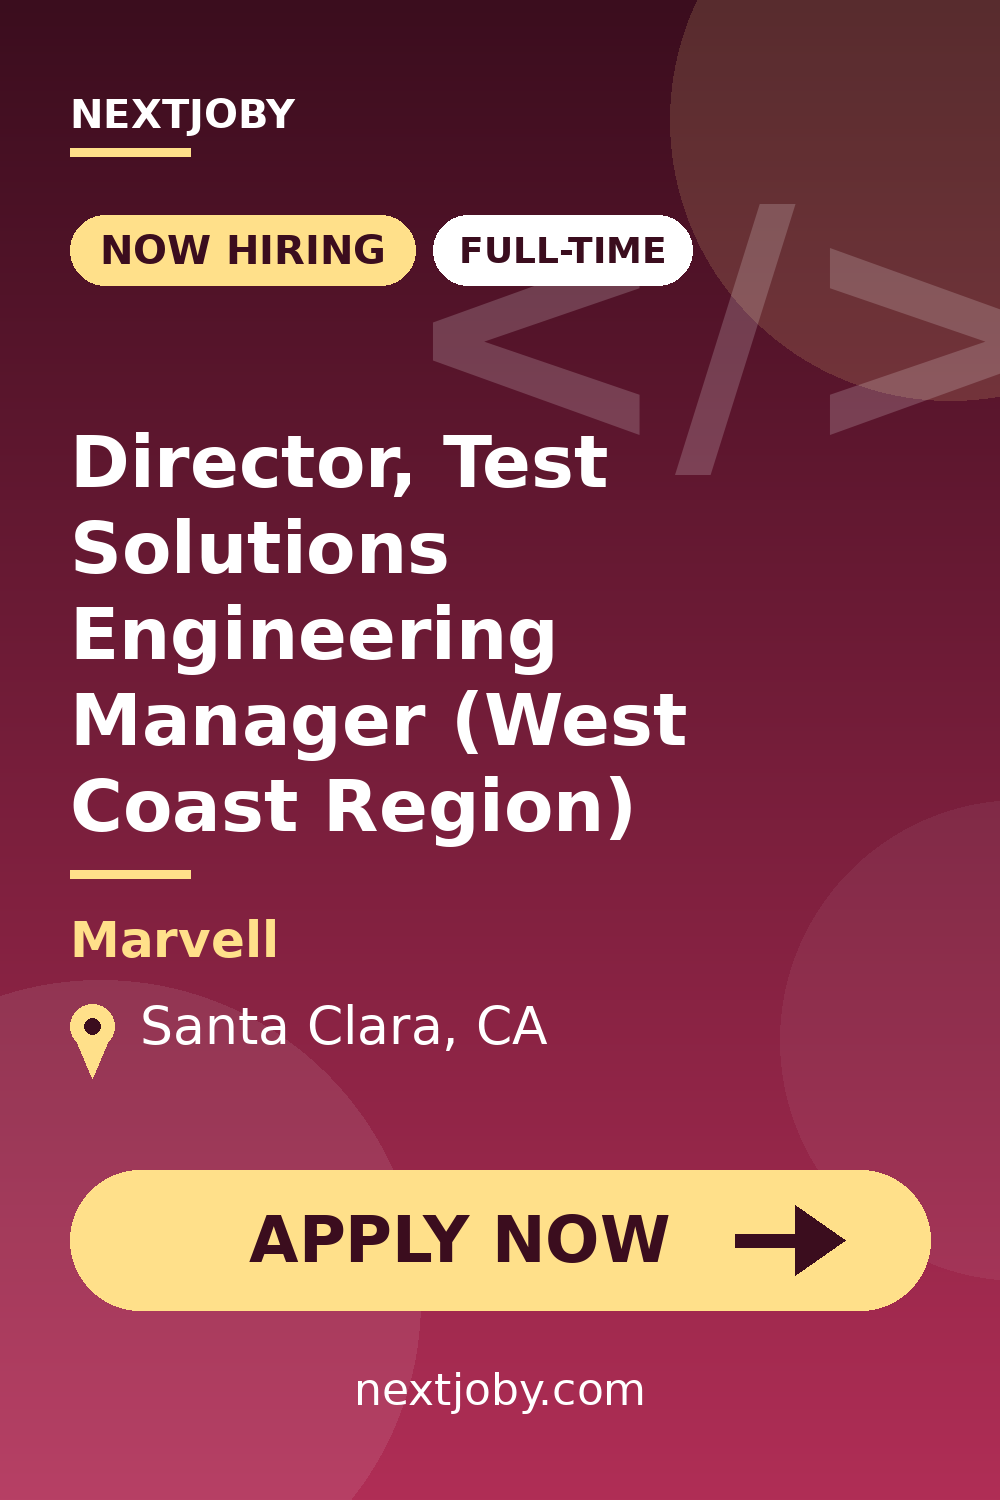 NEXTJOBY
NOW HIRING
FULL-TIME
</>
Director, Test
Solutions
Engineering
Manager (West
Coast Region)
Marvell
Santa Clara, CA
APPLY NOW
nextjoby.com